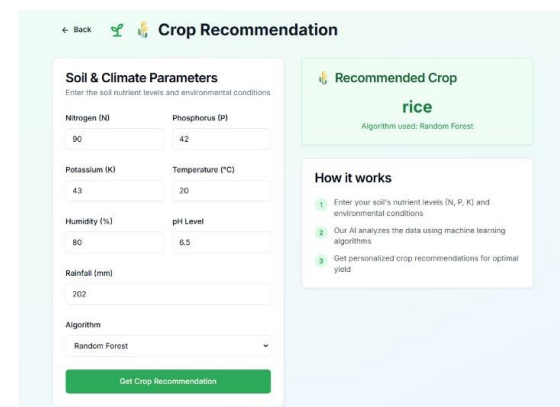 ← Back
Crop Recommendation
Soil & Climate Parameters
Enter the soil nutrient levels and environmental conditions
Nitrogen (N)
Phosphorus (P)
90
42
Potassium (K)
Temperature (°C)
43
20
Humidity (%)
pH Level
80
6.5
Rainfall (mm)
202
Algorithm
Random Forest
Get Crop Recommendation
Recommended Crop
rice
Algorithm used: Random Forest
How it works
1 Enter your soil's nutrient levels (N, P, K) and
environmental conditions
2 Our AI analyzes the data using machine learning
algorithms
3 Get personalized crop recommendations for optimal
yield